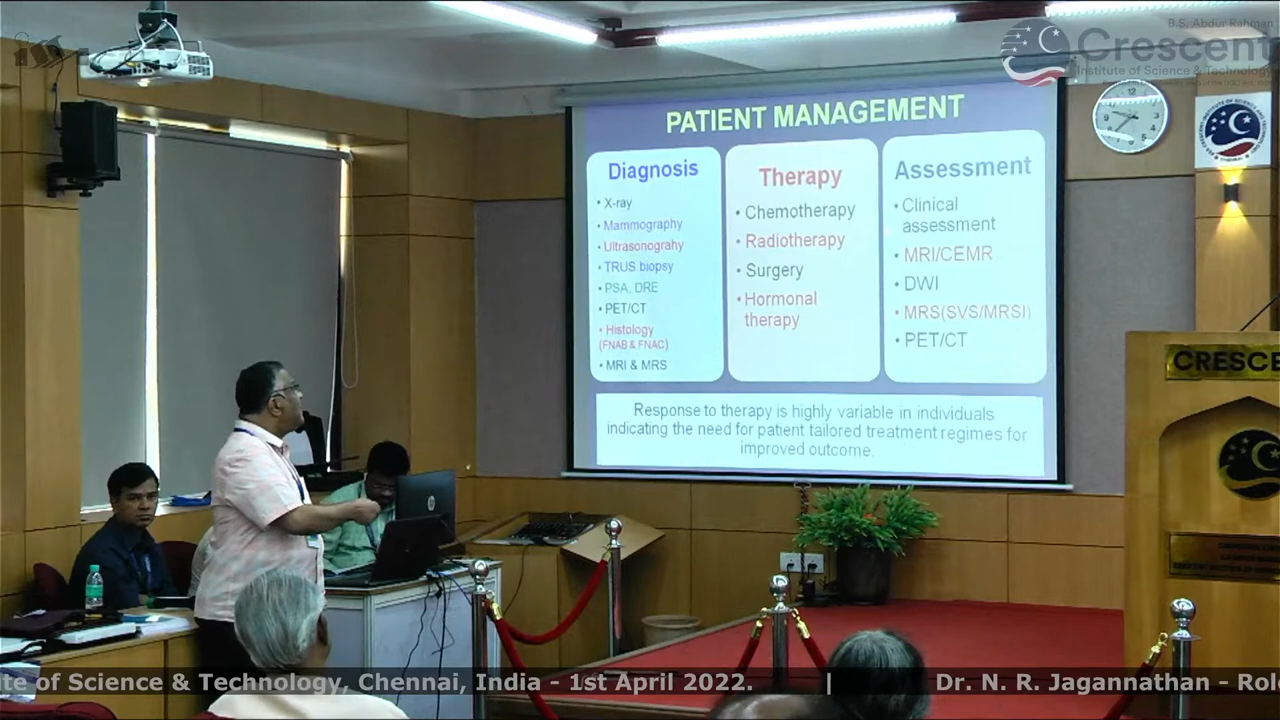 B.S. Abdur Rahman
Crescent
Institute of Science & Technology
PATIENT MANAGEMENT
Diagnosis
• X-ray
• Mammography
• Ultrasonograhy
• TRUS biopsy
• PSA, DRE
• PET/CT
• Histology
(FNAB & FNAC)
• MRI & MRS
Therapy
• Chemotherapy
• Radiotherapy
• Surgery
• Hormonal
therapy
Assessment
• Clinical
assessment
• MRI/CEMR
• DWI
• MRS(SVS/MRSI)
• PET/CT
Response to therapy is highly variable in individuals
indicating the need for patient tailored treatment regimes for
improved outcome.
12
CRESCE
ute of Science & Technology, Chennai, India - 1st April 2022. | Dr. N. R. Jagannathan - Role